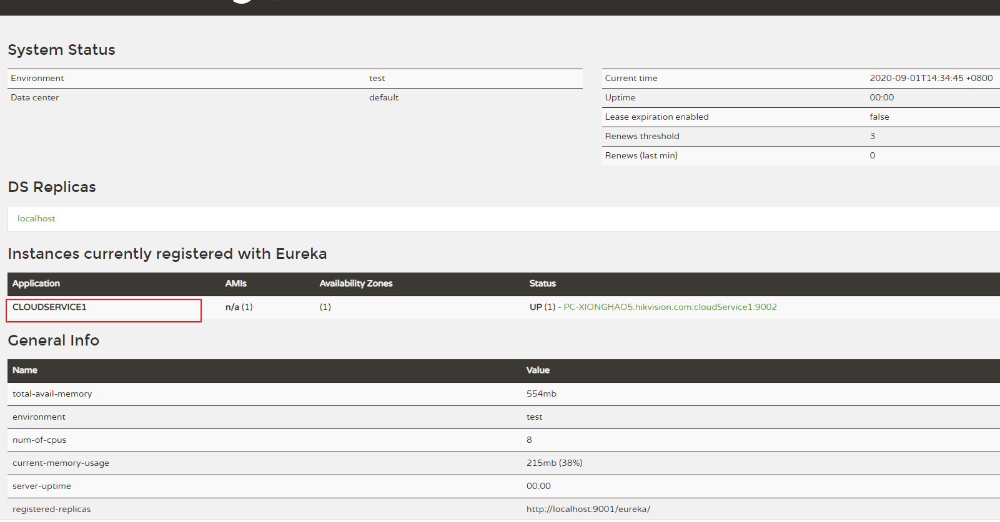 System Status
Environment test
Data center default
Current time 2020-09-01T14:34:45 +0800
Uptime 00:00
Lease expiration enabled false
Renews threshold 3
Renews (last min) 0
DS Replicas
localhost
Instances currently registered with Eureka
Application AMIs Availability Zones Status
CLOUDSERVICE1 n/a (1) (1) UP (1) - PC-XIONGHAO5.hikvision.com:cloudService1:9002
General Info
Name Value
total-avail-memory 554mb
environment test
num-of-cpus 8
current-memory-usage 215mb (38%)
server-uptime 00:00
registered-replicas http://localhost:9001/eureka/